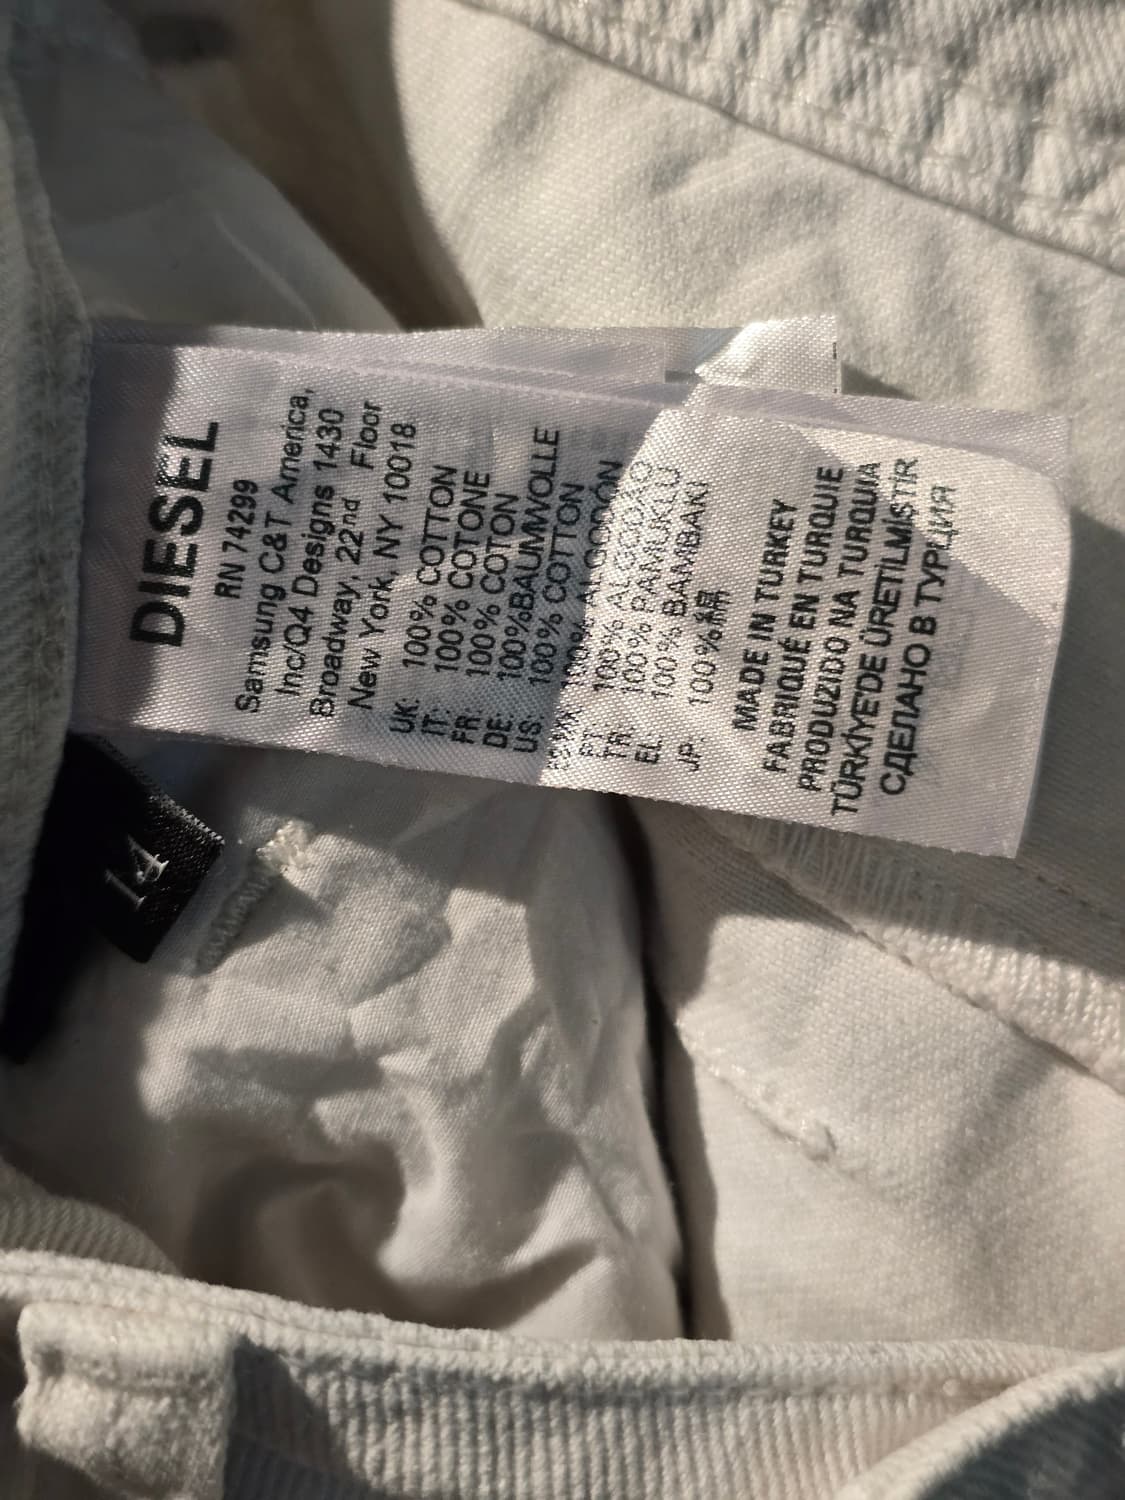 DIESEL
RN 74299
Samsung C&T America,
Inc/Q4 Designs 1430
Broadway, 22nd Floor
New York, NY 10018
UK: 100% COTTON
IT: 100% COTONE
FR: 100% COTON
DE: 100%BAUMWOLLE
US: 100% COTTON
100% ALGODÓN
PT: 100% ALGODÃO
TR: 100% PAMUKLU
EL: 100% BAMBAKI
JP: 100%綿
MADE IN TURKEY
FABRIQUÉ EN TURQUIE
PRODUZIDO NA TURQUIA
TÜRKİYE'DE ÜRETİLMİŞTİR
СДЕЛАНО В ТУРЦИЯ
14